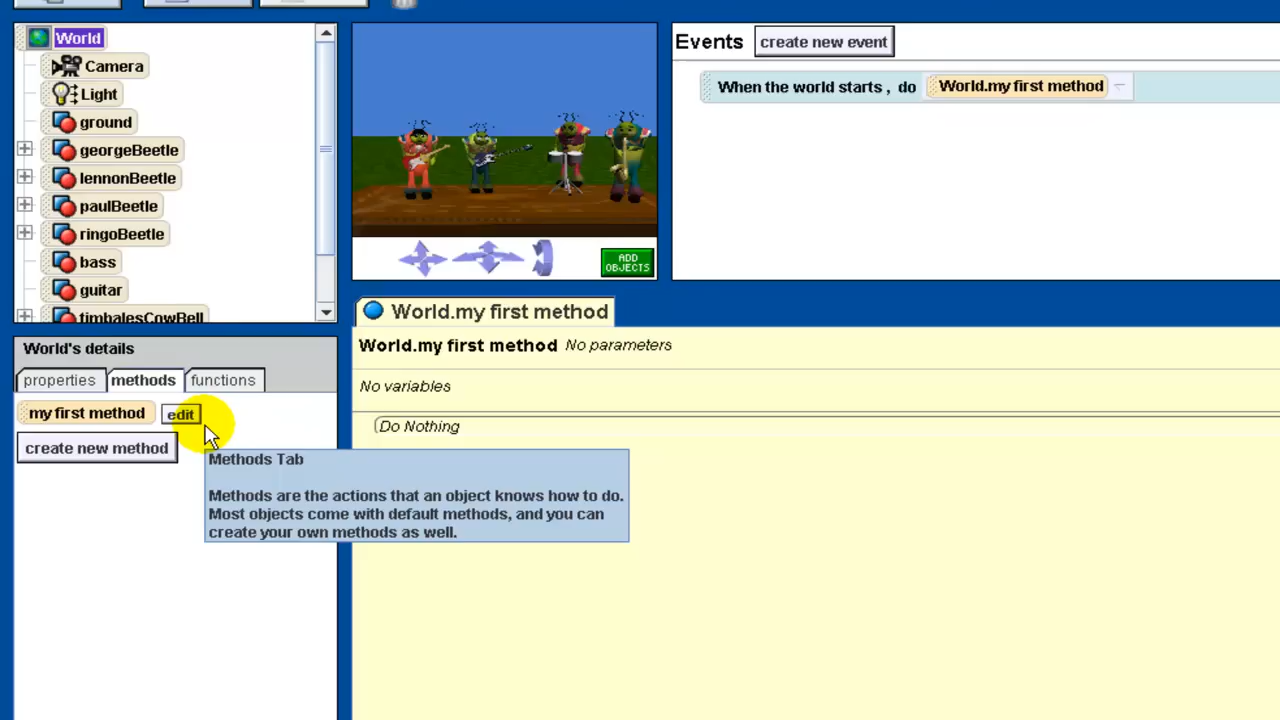 World
Camera
Light
ground
georgeBeetle
lennonBeetle
paulBeetle
ringoBeetle
bass
guitar
timbalesCowBell
ADD
OBJECTS
Events
create new event
When the world starts , do World.my first method
World's details
properties methods functions
my first method edit
create new method
Methods Tab
Methods are the actions that an object knows how to do.
Most objects come with default methods, and you can
create your own methods as well.
World.my first method
World.my first method No parameters
No variables
Do Nothing